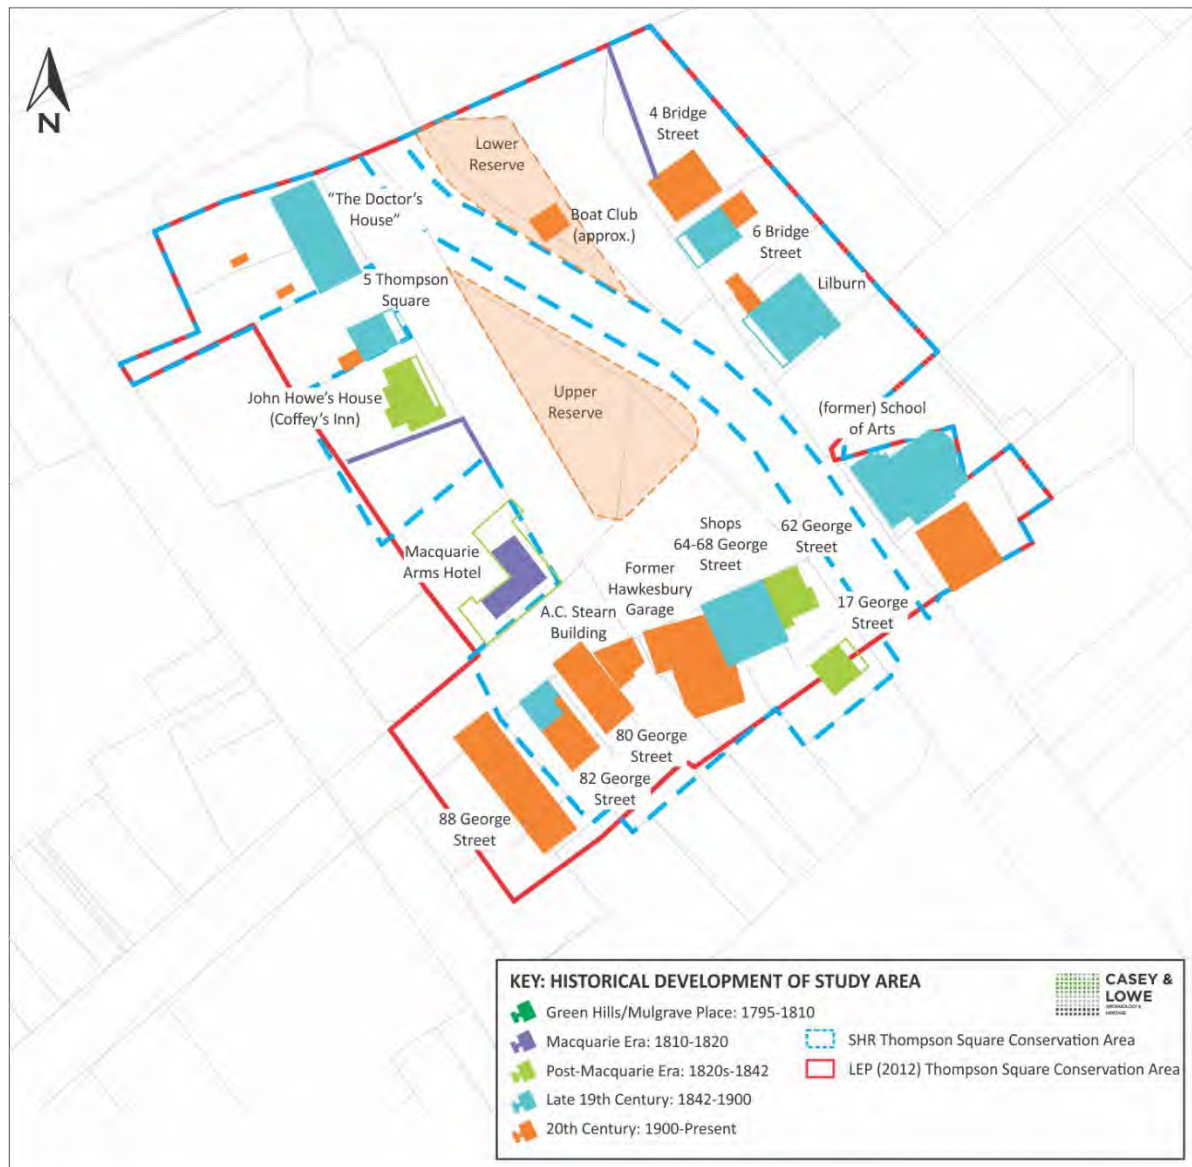 N
4 Bridge
Street
Lower
Reserve
"The Doctor's
House"
Boat Club
(approx.)
6 Bridge
Street
Lilburn
5 Thompson
Square
John Howe's House
(Coffey's Inn)
Upper
Reserve
(former) School
of Arts
Macquarie
Arms Hotel
Shops
64-68 George
Street
62 George
Street
Former
Hawkesbury
Garage
A.C. Stearn
Building
17 George
Street
80 George
Street
82 George
Street
88 George
Street
KEY: HISTORICAL DEVELOPMENT OF STUDY AREA
Green Hills/Mulgrave Place: 1795-1810
Macquarie Era: 1810-1820
Post-Macquarie Era: 1820s-1842
Late 19th Century: 1842-1900
20th Century: 1900-Present
CASEY &
LOWE
ARCHAEOLOGY &
HERITAGE
SHR Thompson Square Conservation Area
LEP (2012) Thompson Square Conservation Area